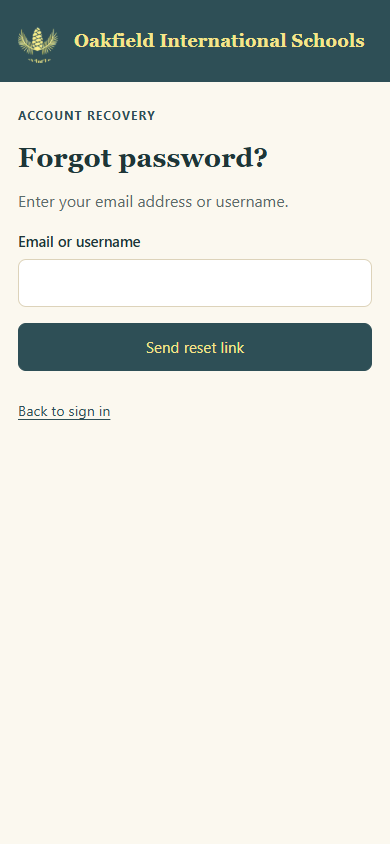 Oakfield International Schools
ACCOUNT RECOVERY
Forgot password?
Enter your email address or username.
Email or username
Send reset link
Back to sign in